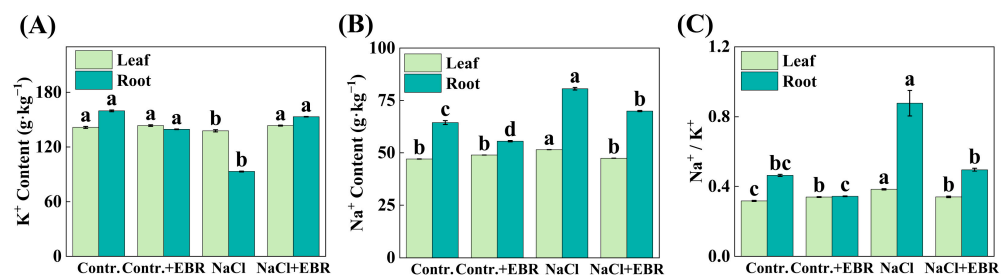 (A)
K⁺ Content (g·kg⁻¹)
180
120
60
0
Leaf
Root
a a a a b b a a
Contr. Contr.+EBR NaCl NaCl+EBR
(B)
Na⁺ Content (g·kg⁻¹)
100
75
50
25
0
Leaf
Root
b c b d a a b b
Contr. Contr.+EBR NaCl NaCl+EBR
(C)
Na⁺ / K⁺
1.2
0.8
0.4
0.0
Leaf
Root
c bc b c a a b b
Contr. Contr.+EBR NaCl NaCl+EBR